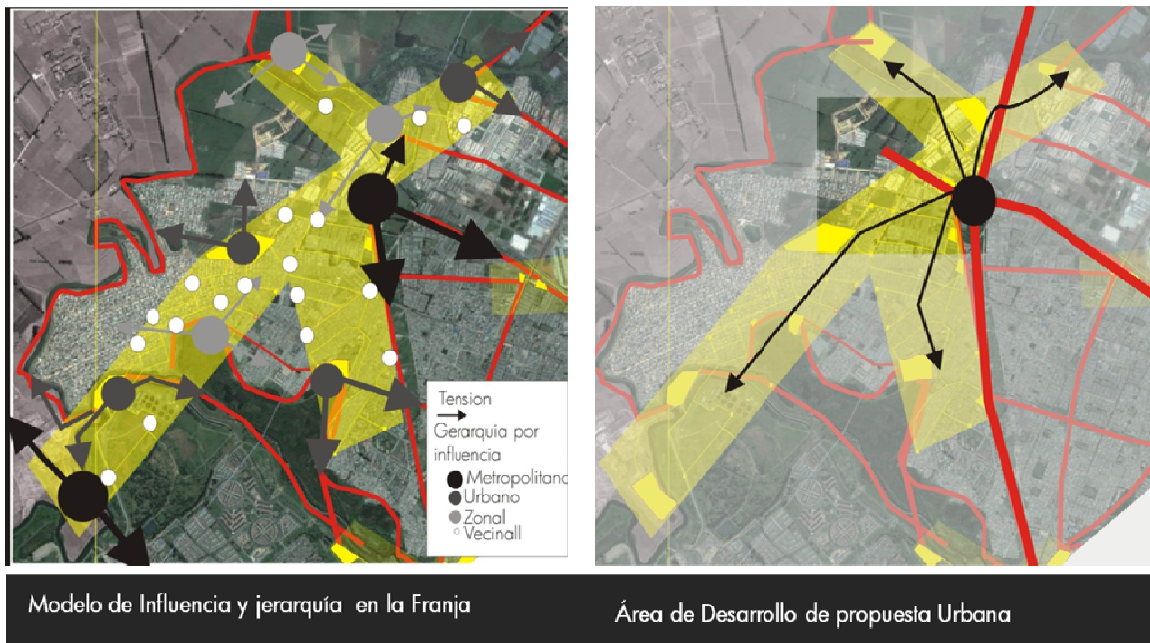 Tension
Gerarquia por
influencia
Metropolitano
Urbano
Zonal
Vecinall
Modelo de Influencia y jerarquía en la Franja
Área de Desarrollo de propuesta Urbana